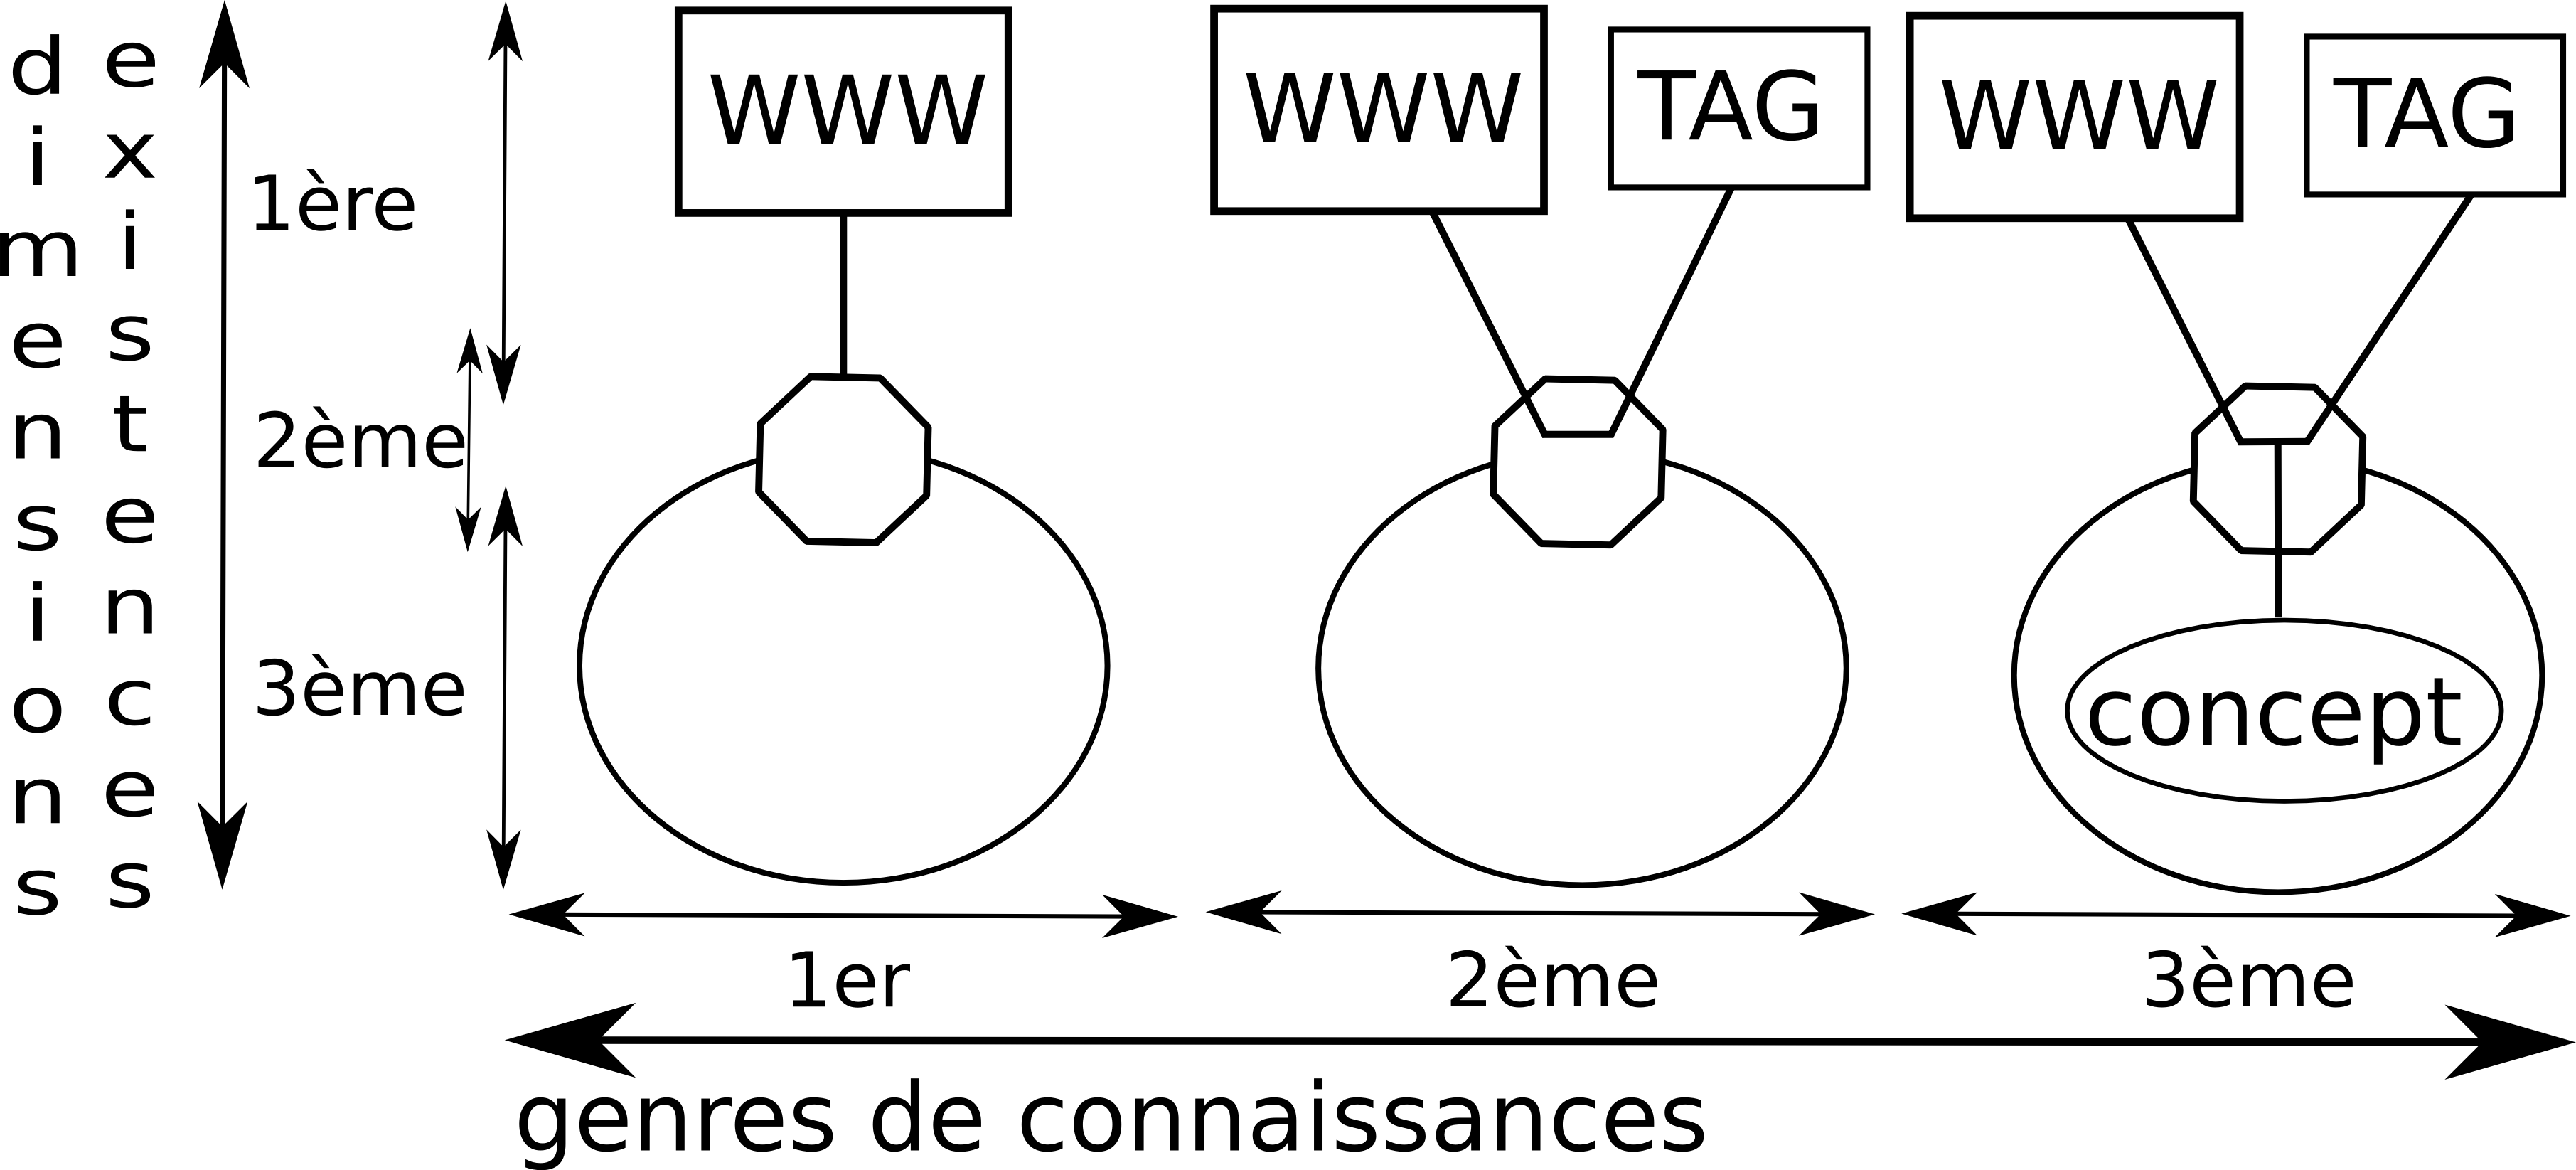 dimensions
existences
1ère
2ème
3ème
WWW
WWW
TAG
WWW
TAG
concept
1er
2ème
3ème
genres de connaissances